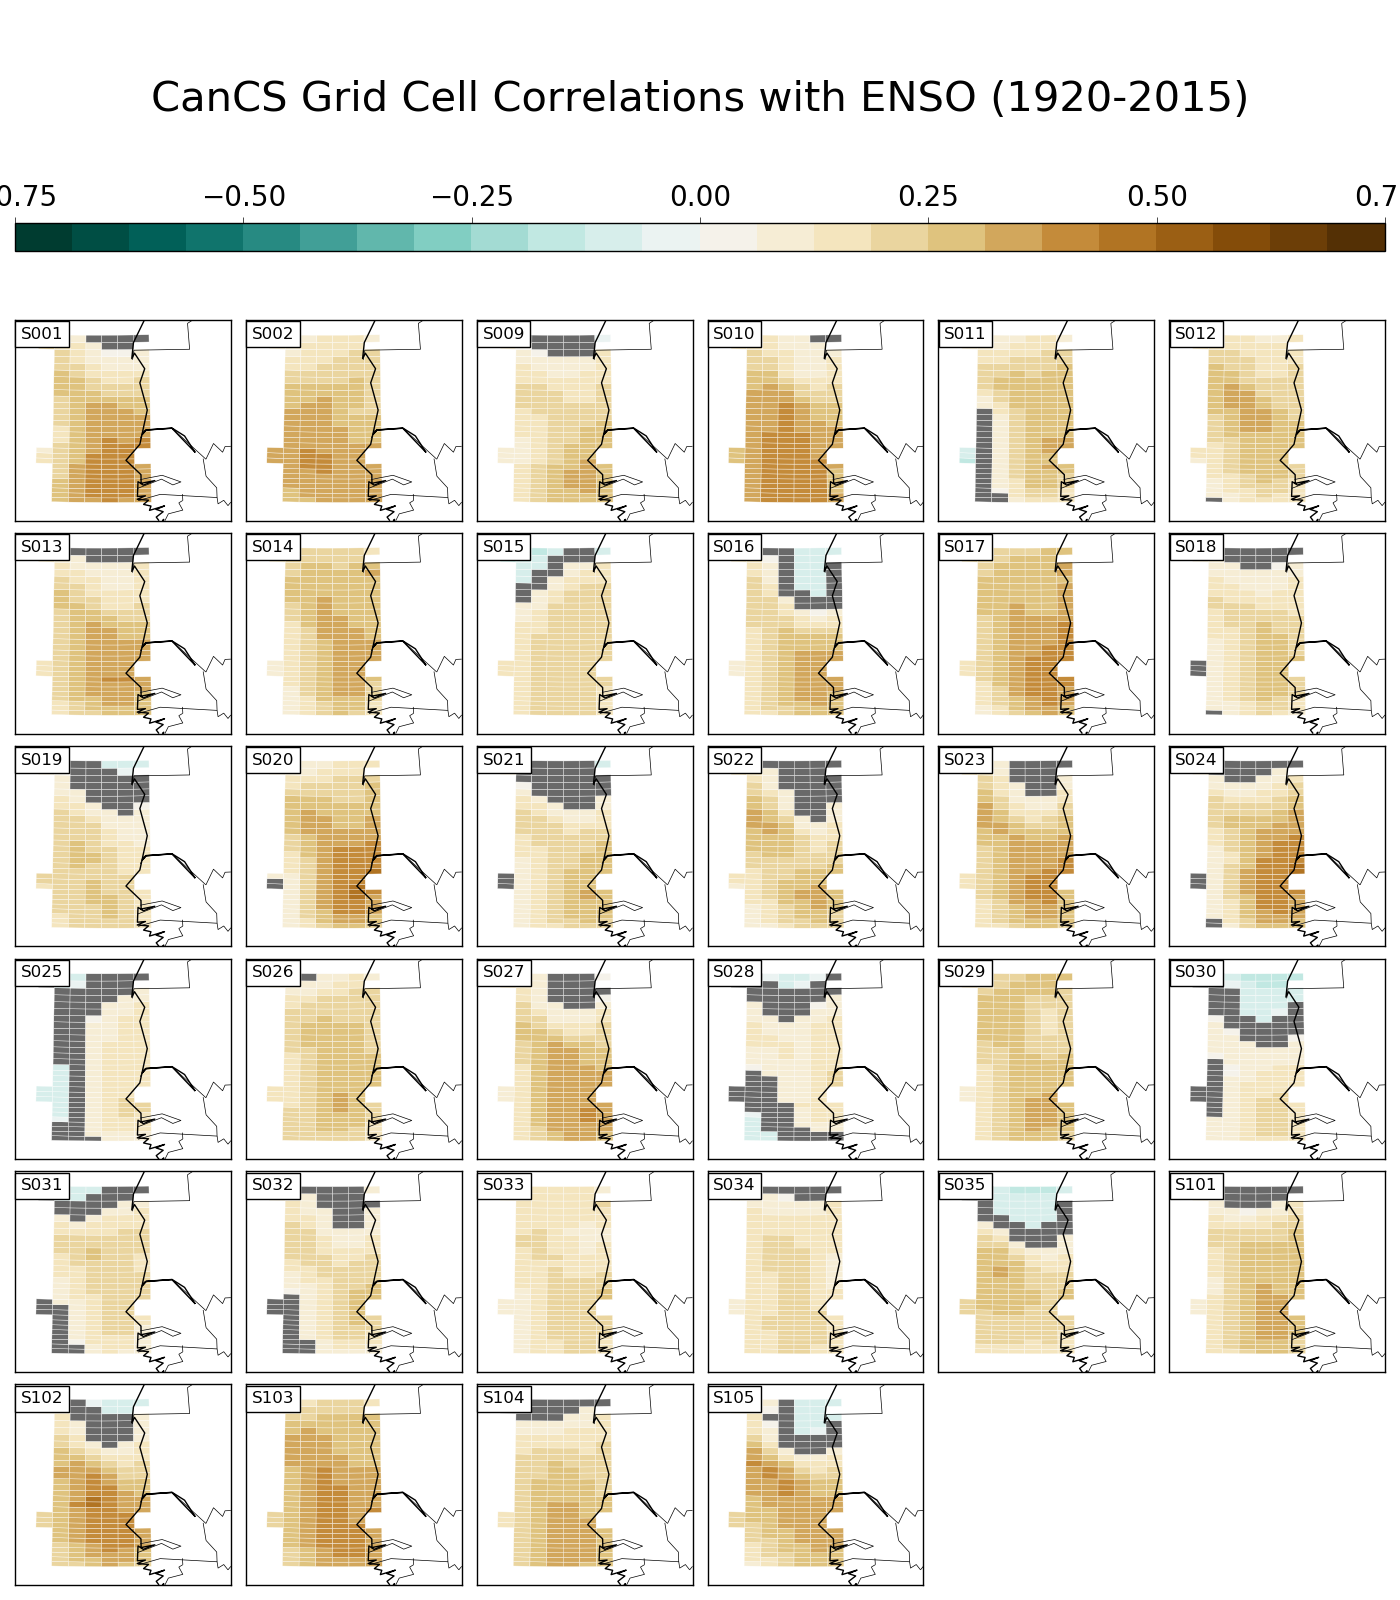 CanCS Grid Cell Correlations with ENSO (1920-2015)
0.75 −0.50 −0.25 0.00 0.25 0.50 0.7
S001 S002 S009 S010 S011 S012
S013 S014 S015 S016 S017 S018
S019 S020 S021 S022 S023 S024
S025 S026 S027 S028 S029 S030
S031 S032 S033 S034 S035 S101
S102 S103 S104 S105